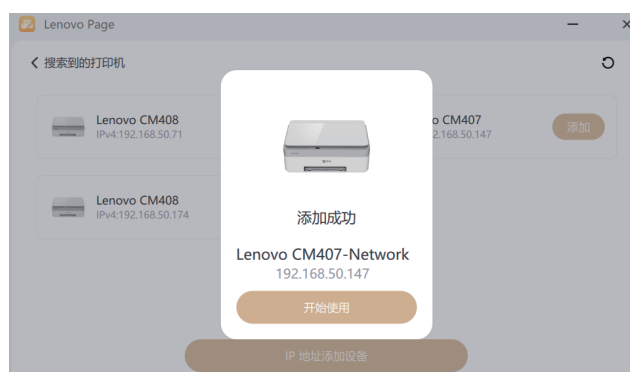 Lenovo Page
搜索到的打印机
Lenovo CM408
IPv4:192.168.50.71
o CM407
2.168.50.147
添加
Lenovo CM408
IPv4:192.168.50.174
添加成功
Lenovo CM407-Network
192.168.50.147
开始使用
IP 地址添加设备